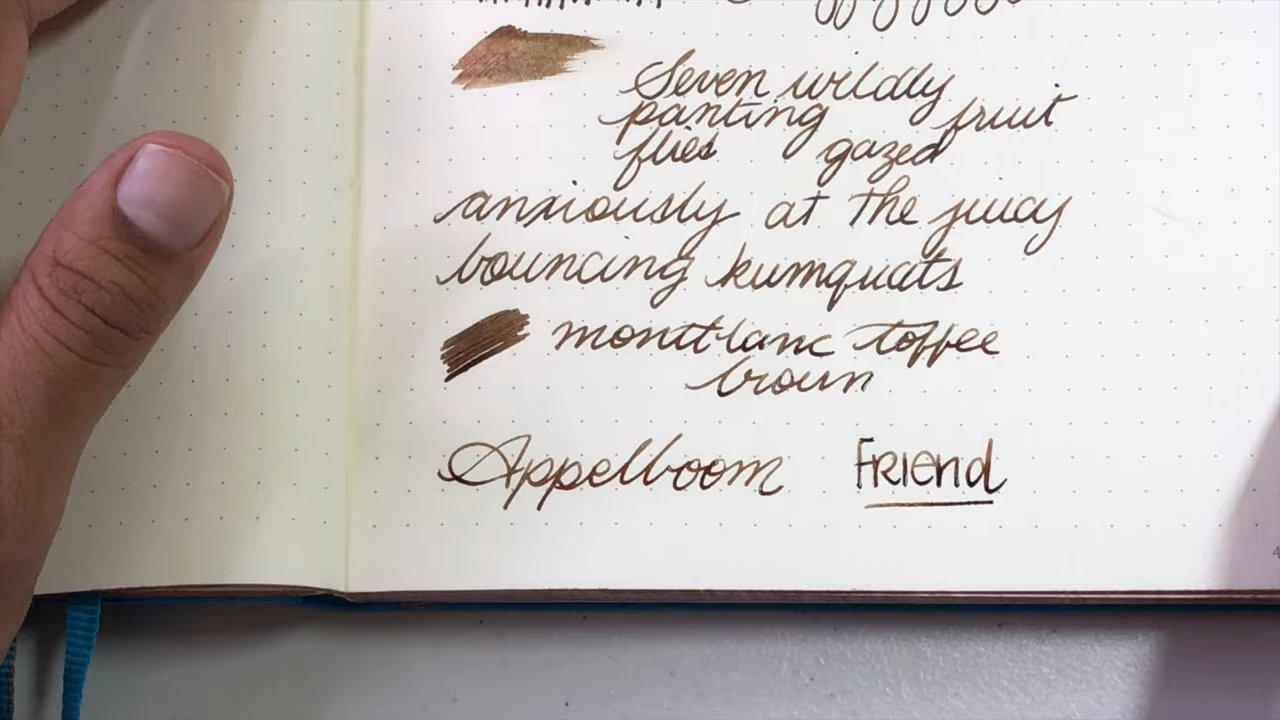 Seven wildly
panting fruit
flies gazed
anxiously at the juicy
bouncing kumquats
montblanc toffee
brown
Appelboom Friend